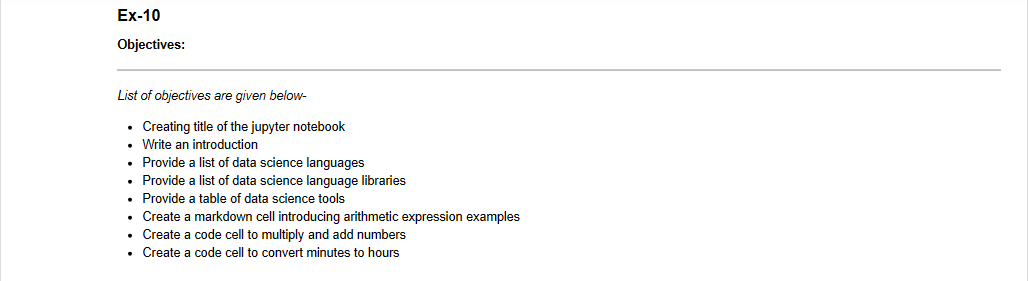 Ex-10
Objectives:
List of objectives are given below-
• Creating title of the jupyter notebook
• Write an introduction
• Provide a list of data science languages
• Provide a list of data science language libraries
• Provide a table of data science tools
• Create a markdown cell introducing arithmetic expression examples
• Create a code cell to multiply and add numbers
• Create a code cell to convert minutes to hours